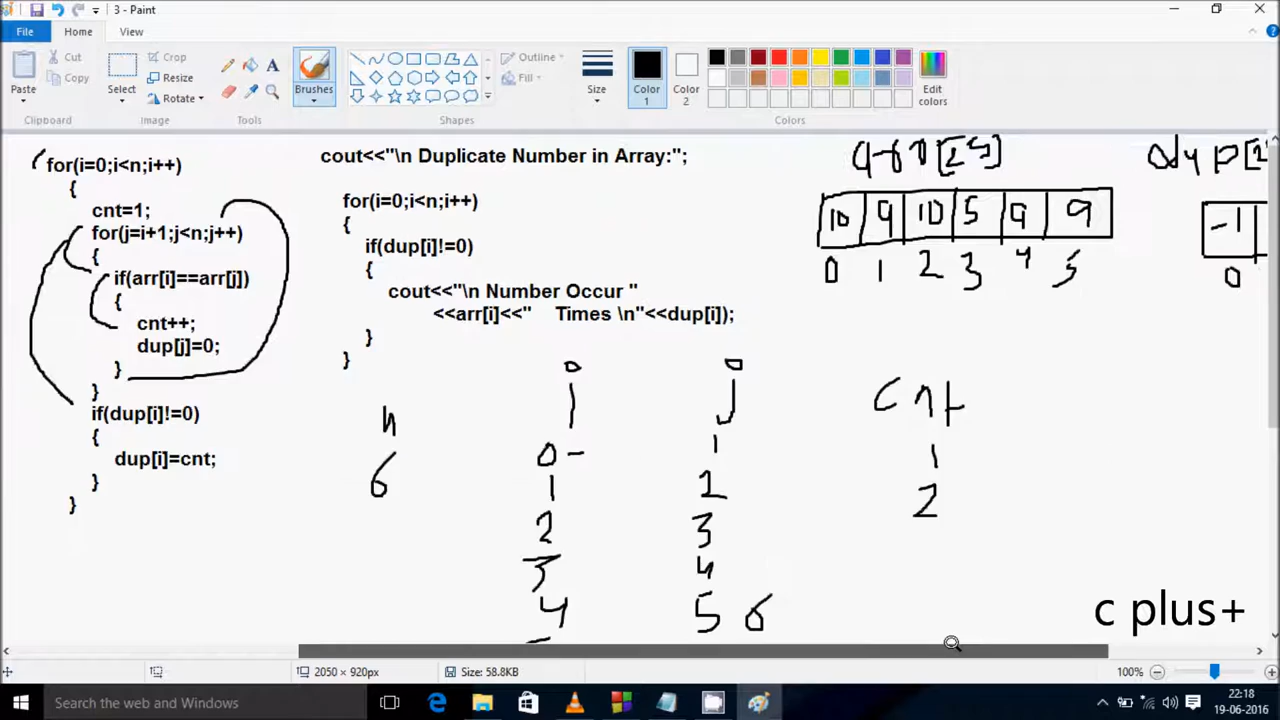 3 - Paint
File Home View
Paste
Cut
Copy
Clipboard
Select
Crop
Resize
Rotate
Image
A
Tools
Brushes
Outline
Fill
Shapes
Size
Color 1
Color 2
Edit colors
Colors
for(i=0;i<n;i++)
{
cnt=1;
for(j=i+1;j<n;j++)
{
if(arr[i]==arr[j])
{
cnt++;
dup[j]=0;
}
}
if(dup[i]!=0)
{
dup[i]=cnt;
}
}
cout<<"\n Duplicate Number in Array:";
for(i=0;i<n;i++)
{
if(dup[i]!=0)
{
cout<<"\n Number Occur "
<<arr[i]<<" Times \n"<<dup[i]);
}
}
10 9 10 5 9 9
0 1 2 3 4 5
-1
0
n
6
i
0 -
1
2
3
4
j
1
2
3
4
5 6
cnt
1
2
c plus+
2050 × 920px
Size: 58.8KB
100%
Search the web and Windows
22:18
19-06-2016